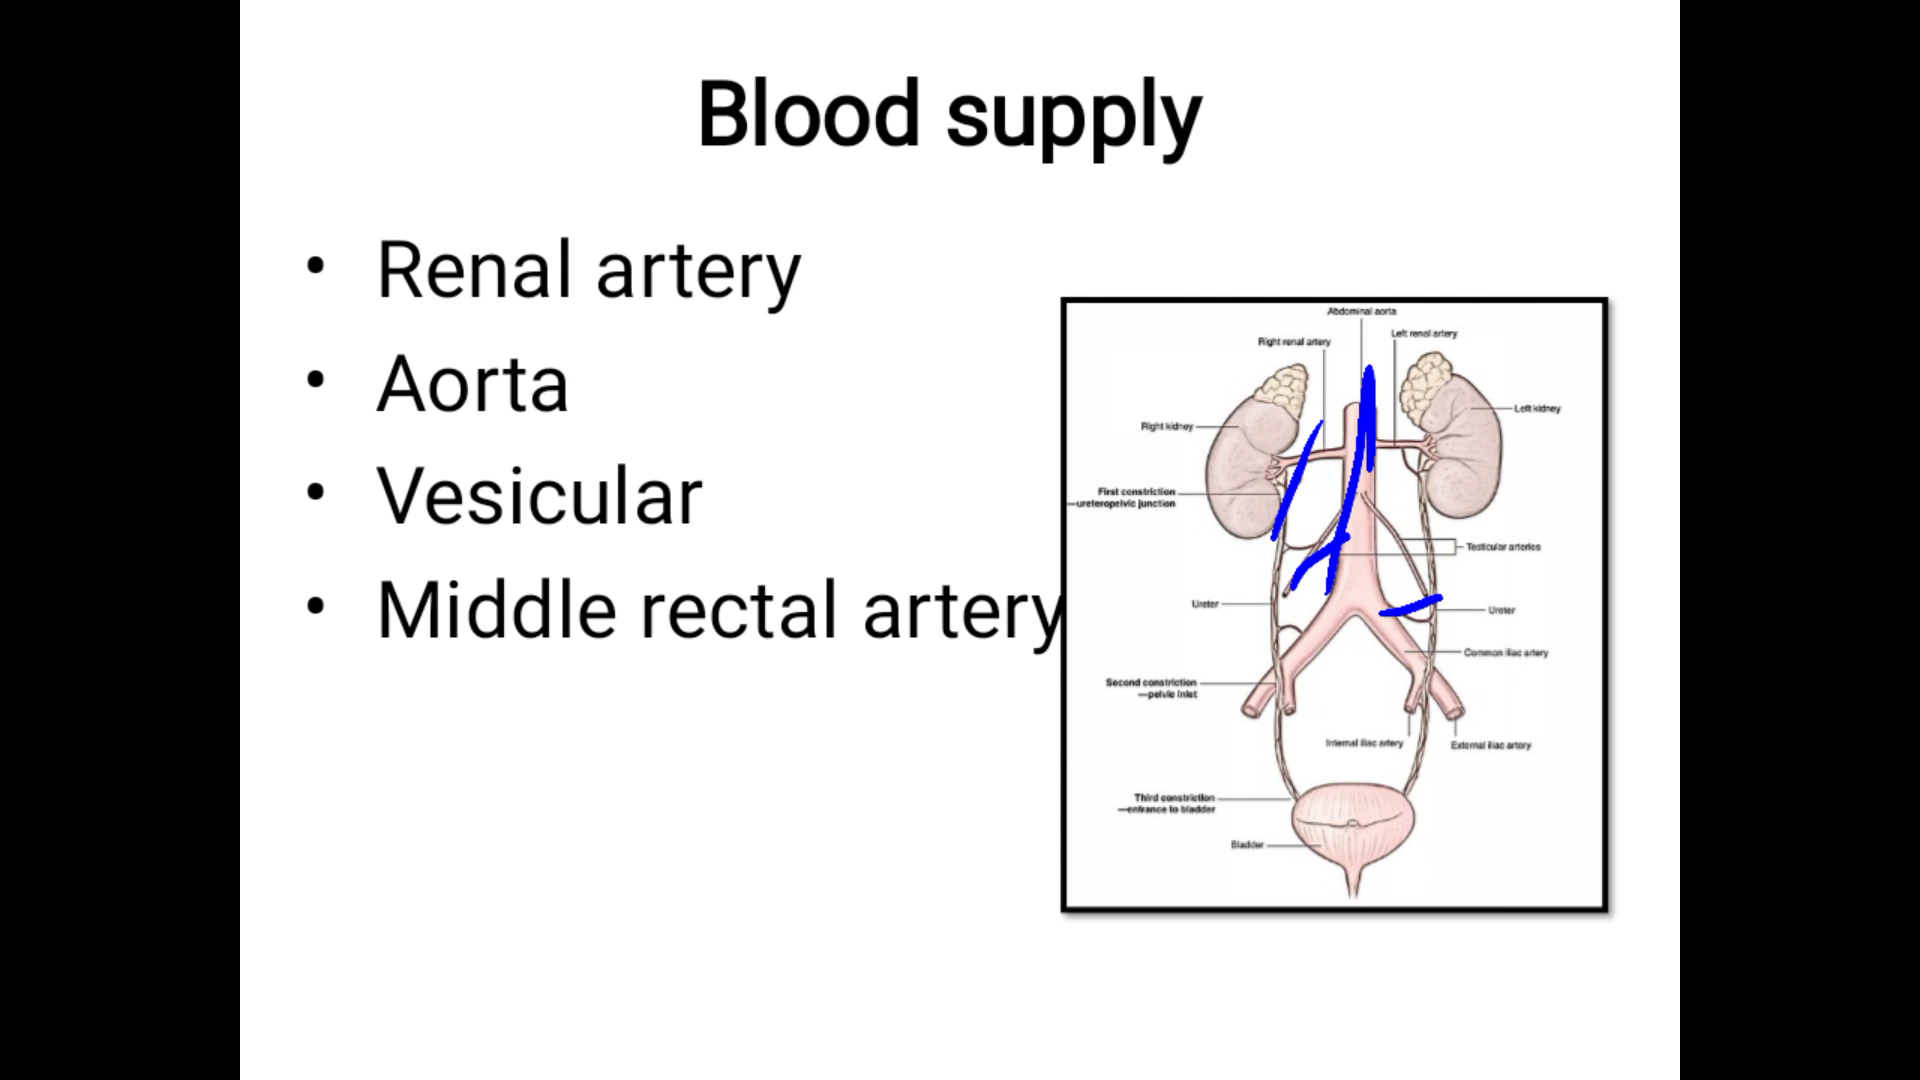 Blood supply
• Renal artery
• Aorta
• Vesicular
• Middle rectal artery
Abdominal aorta
Left renal artery
Right renal artery
Left kidney
Right kidney
First constriction
—ureteropelvic junction
Testicular arteries
Ureter
Ureter
Common iliac artery
Second constriction
—pelvic inlet
Internal iliac artery
External iliac artery
Third constriction
—entrance to bladder
Bladder